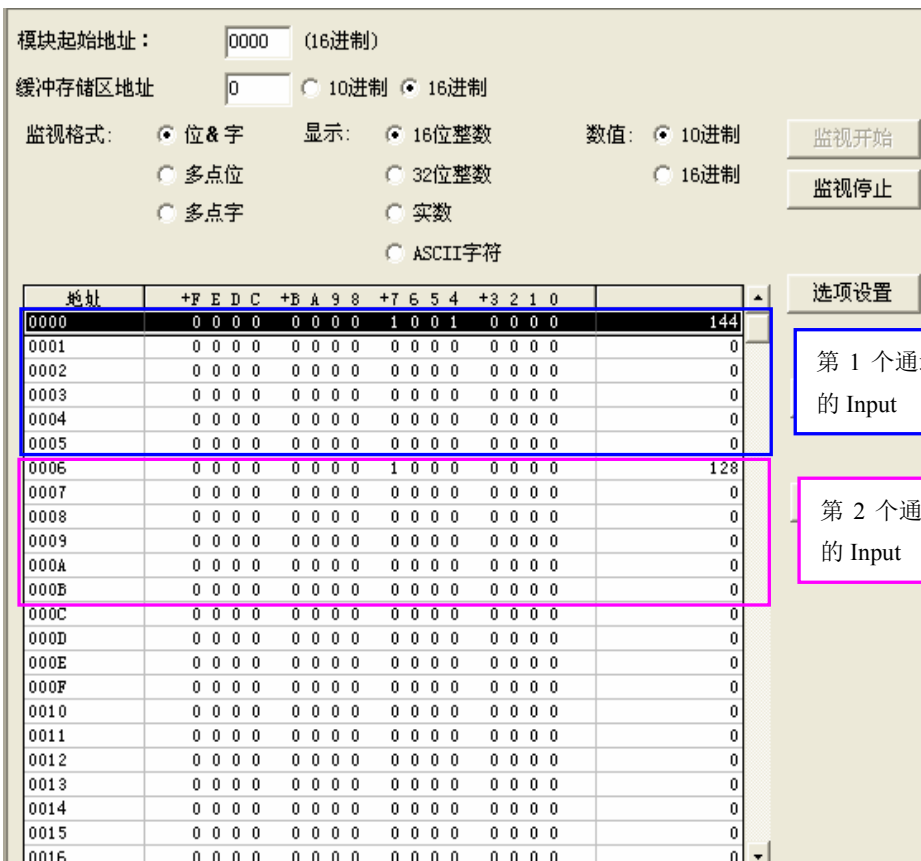 模块起始地址： 0000 (16进制)
缓冲存储区地址 0 10进制 16进制
监视格式: 位&字 显示: 16位整数 数值: 10进制 监视开始
多点位 32位整数 16进制 监视停止
多点字 实数
ASCII字符
选项设置
地址 +F E D C +B A 9 8 +7 6 5 4 +3 2 1 0
0000 0 0 0 0 0 0 0 0 1 0 0 1 0 0 0 0 144
0001 0 0 0 0 0 0 0 0 0 0 0 0 0 0 0 0 0
0002 0 0 0 0 0 0 0 0 0 0 0 0 0 0 0 0 0
0003 0 0 0 0 0 0 0 0 0 0 0 0 0 0 0 0 0
0004 0 0 0 0 0 0 0 0 0 0 0 0 0 0 0 0 0
0005 0 0 0 0 0 0 0 0 0 0 0 0 0 0 0 0 0
0006 0 0 0 0 0 0 0 0 1 0 0 0 0 0 0 0 128
0007 0 0 0 0 0 0 0 0 0 0 0 0 0 0 0 0 0
0008 0 0 0 0 0 0 0 0 0 0 0 0 0 0 0 0 0
0009 0 0 0 0 0 0 0 0 0 0 0 0 0 0 0 0 0
000A 0 0 0 0 0 0 0 0 0 0 0 0 0 0 0 0 0
000B 0 0 0 0 0 0 0 0 0 0 0 0 0 0 0 0 0
000C 0 0 0 0 0 0 0 0 0 0 0 0 0 0 0 0 0
000D 0 0 0 0 0 0 0 0 0 0 0 0 0 0 0 0 0
000E 0 0 0 0 0 0 0 0 0 0 0 0 0 0 0 0 0
000F 0 0 0 0 0 0 0 0 0 0 0 0 0 0 0 0 0
0010 0 0 0 0 0 0 0 0 0 0 0 0 0 0 0 0 0
0011 0 0 0 0 0 0 0 0 0 0 0 0 0 0 0 0 0
0012 0 0 0 0 0 0 0 0 0 0 0 0 0 0 0 0 0
0013 0 0 0 0 0 0 0 0 0 0 0 0 0 0 0 0 0
0014 0 0 0 0 0 0 0 0 0 0 0 0 0 0 0 0 0
0015 0 0 0 0 0 0 0 0 0 0 0 0 0 0 0 0 0
0016 0 0 0 0 0 0 0 0 0 0 0 0 0 0 0 0 0
第 1 个通
的 Input
第 2 个通
的 Input